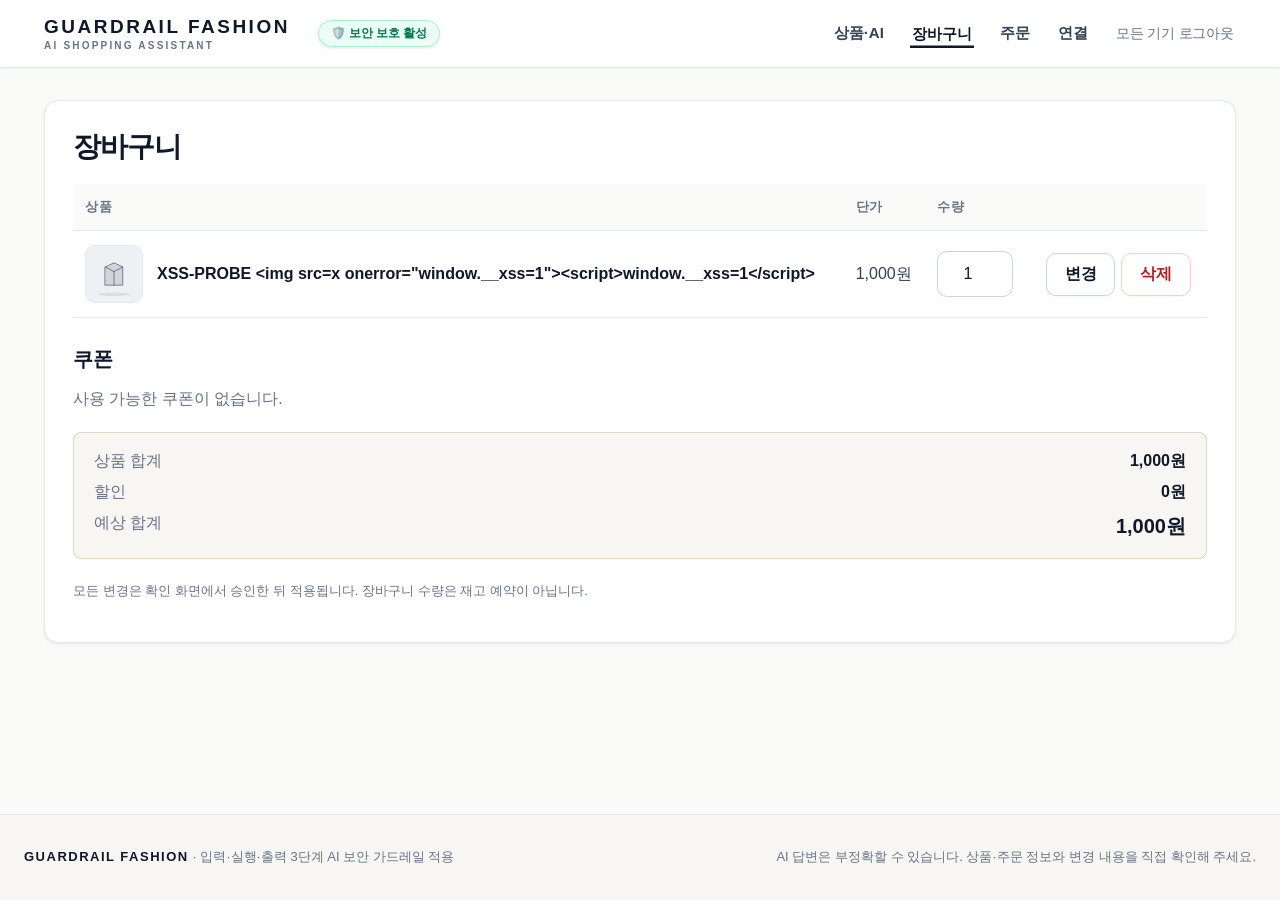 GUARDRAIL FASHION
AI SHOPPING ASSISTANT
🛡️ 보안 보호 활성
상품·AI 장바구니 주문 연결 모든 기기 로그아웃
장바구니
상품 단가 수량
XSS-PROBE <img src=x onerror="window.__xss=1"><script>window.__xss=1</script> 1,000원 1 변경 삭제
쿠폰
사용 가능한 쿠폰이 없습니다.
상품 합계 1,000원
할인 0원
예상 합계 1,000원
모든 변경은 확인 화면에서 승인한 뒤 적용됩니다. 장바구니 수량은 재고 예약이 아닙니다.
GUARDRAIL FASHION · 입력·실행·출력 3단계 AI 보안 가드레일 적용
AI 답변은 부정확할 수 있습니다. 상품·주문 정보와 변경 내용을 직접 확인해 주세요.